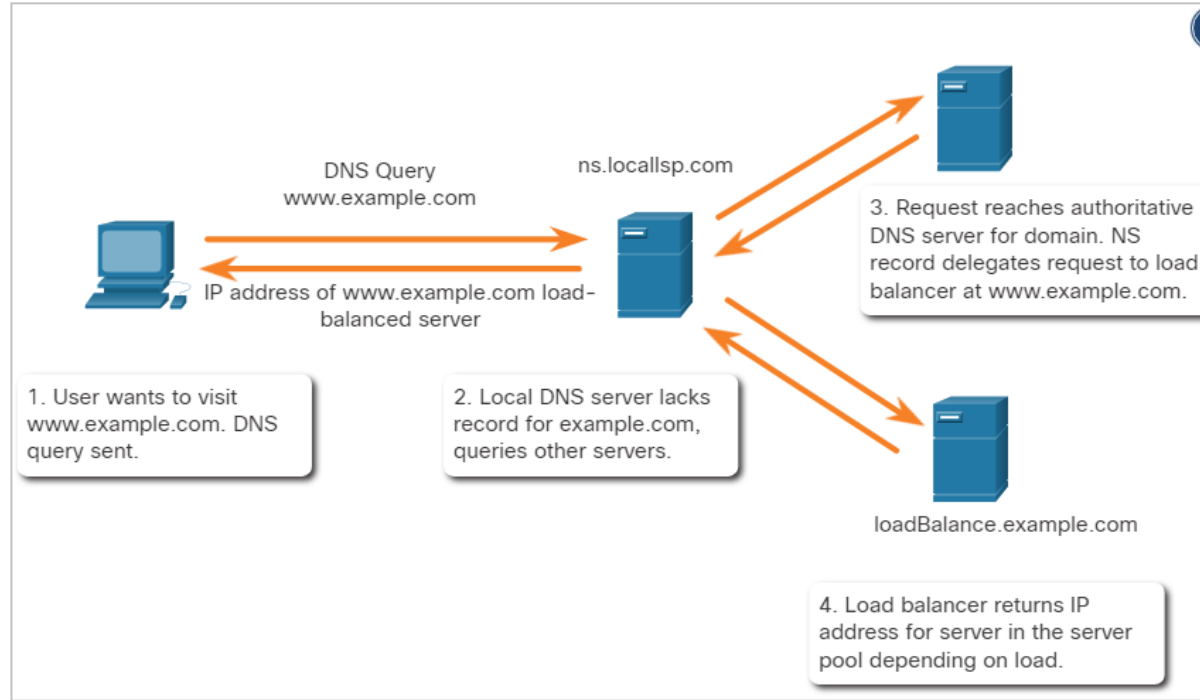 DNS Query
www.example.com
ns.locallsp.com
IP address of www.example.com load-
balanced server
1. User wants to visit
www.example.com. DNS
query sent.
2. Local DNS server lacks
record for example.com,
queries other servers.
3. Request reaches authoritative
DNS server for domain. NS
record delegates request to load
balancer at www.example.com.
loadBalance.example.com
4. Load balancer returns IP
address for server in the server
pool depending on load.